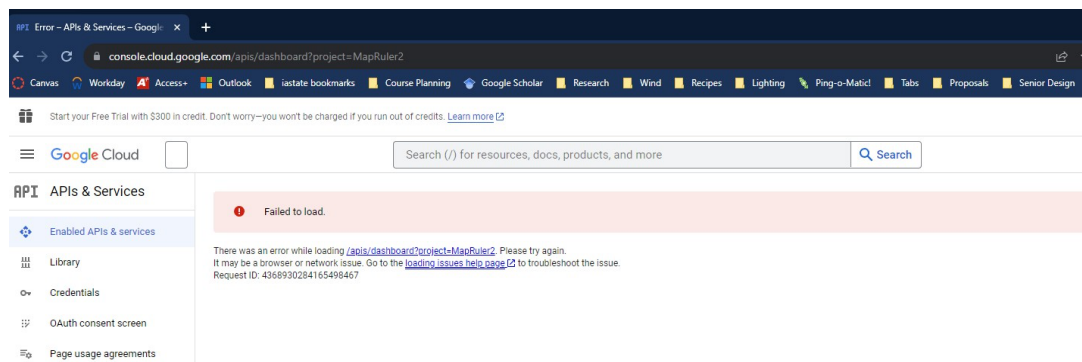 API Error – APIs & Services – Google
console.cloud.google.com/apis/dashboard?project=MapRuler2
Canvas Workday A+ Access+ Outlook iastate bookmarks Course Planning Google Scholar Research Wind Recipes Lighting Ping-o-Matic! Tabs Proposals Senior Design
Start your Free Trial with $300 in credit. Don't worry—you won't be charged if you run out of credits. Learn more
Google Cloud Search (/) for resources, docs, products, and more Search
API APIs & Services
Failed to load.
Enabled APIs & services
There was an error while loading /apis/dashboard?project=MapRuler2. Please try again.
It may be a browser or network issue. Go to the loading issues help page to troubleshoot the issue.
Request ID: 4368930284165498467
Library
Credentials
OAuth consent screen
Page usage agreements